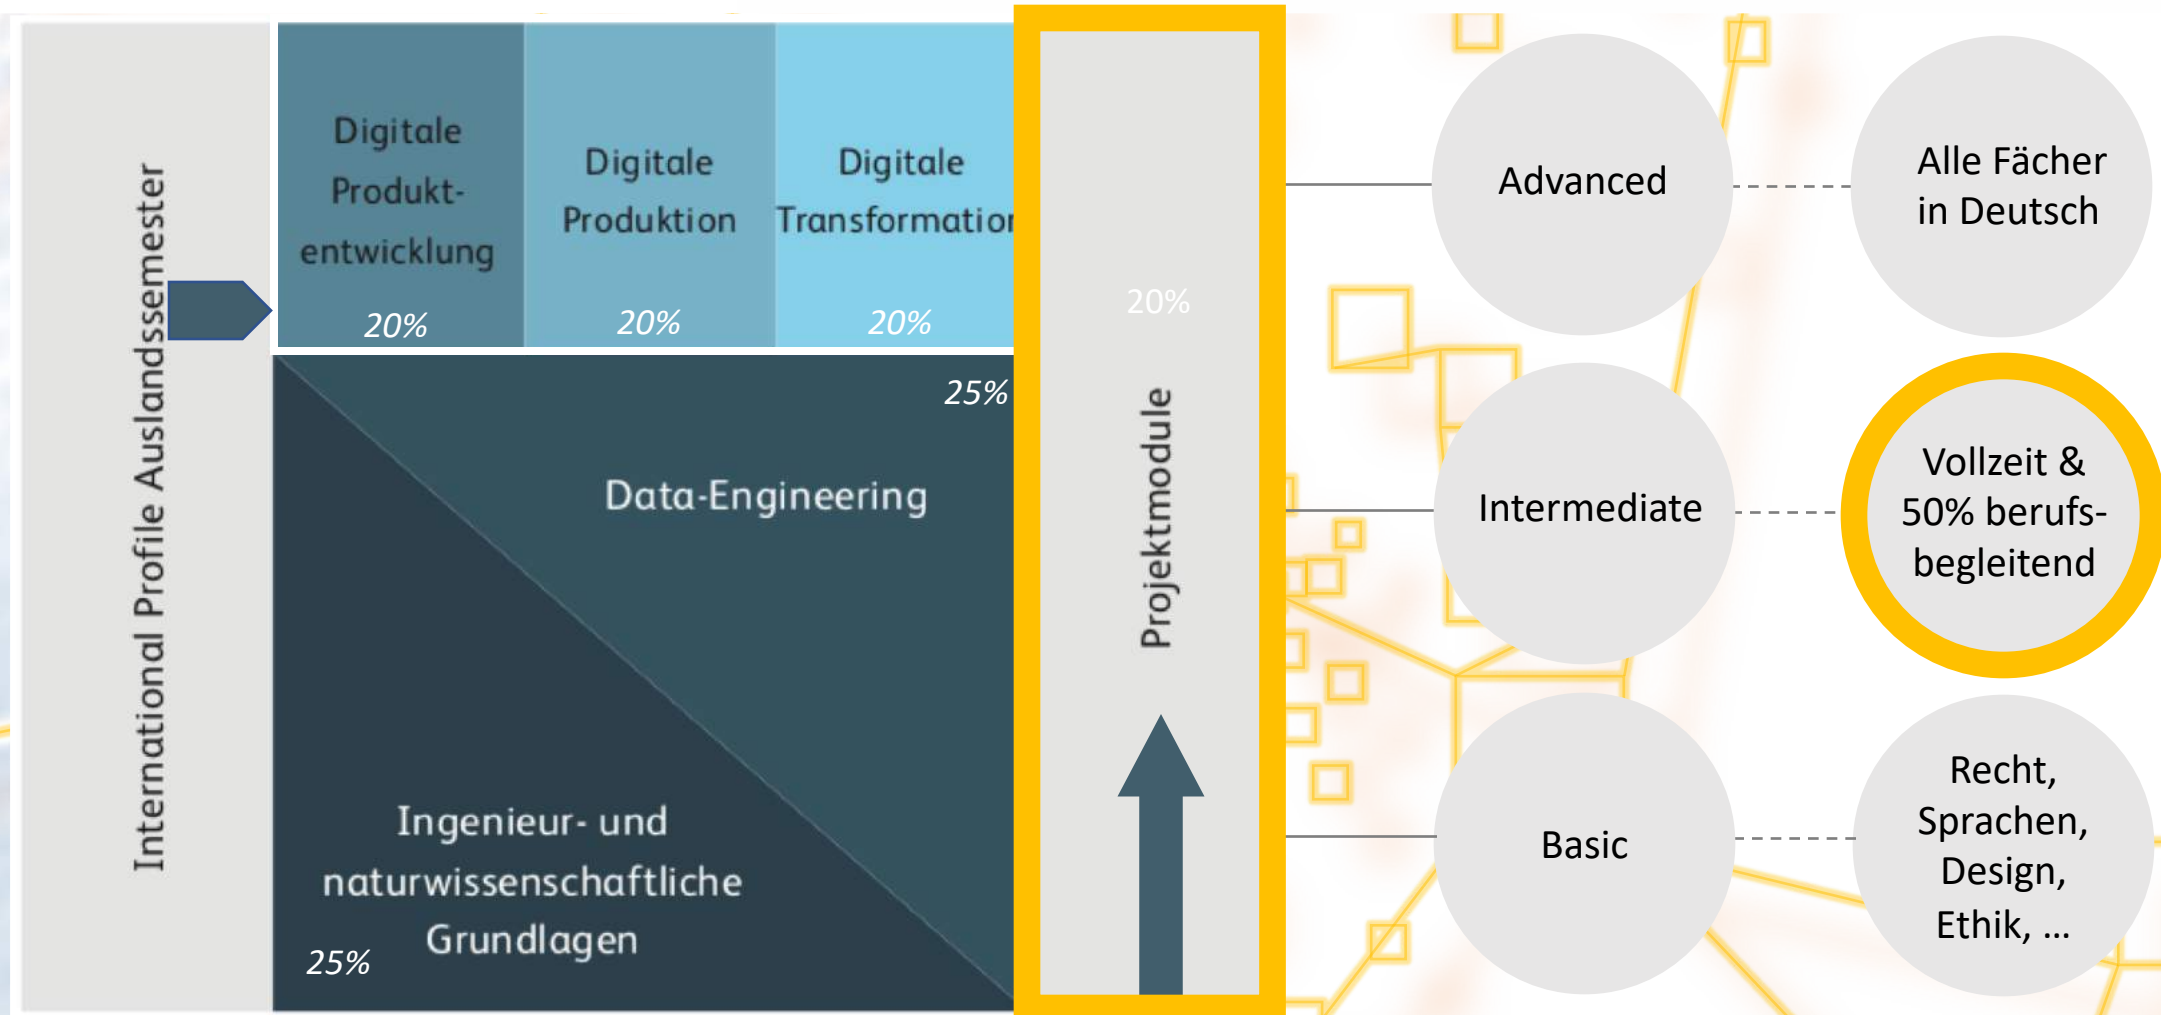 International Profile Auslandssemester
Digitale
Produkt-
entwicklung
20%
Digitale
Produktion
20%
Digitale
Transformation
20%
25%
Data-Engineering
Ingenieur- und
naturwissenschaftliche
Grundlagen
25%
20%
Projektmodule
Advanced
Alle Fächer
in Deutsch
Intermediate
Vollzeit &
50% berufs-
begleitend
Basic
Recht,
Sprachen,
Design,
Ethik, ...